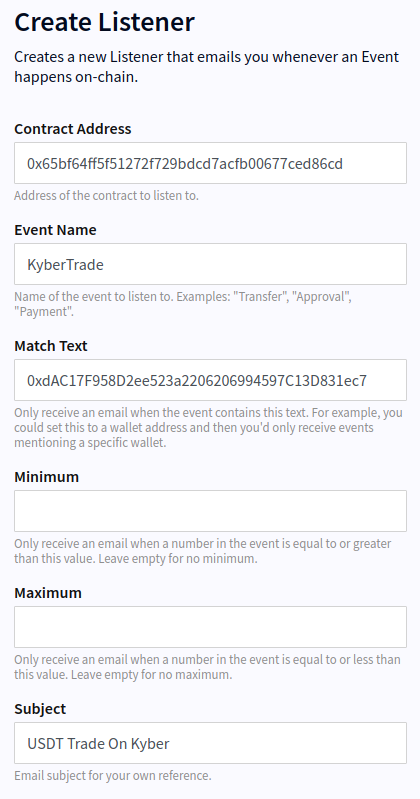 Create Listener
Creates a new Listener that emails you whenever an Event
happens on-chain.
Contract Address
0x65bf64ff5f51272f729bdcd7acfb00677ced86cd
Address of the contract to listen to.
Event Name
KyberTrade
Name of the event to listen to. Examples: "Transfer", "Approval",
"Payment".
Match Text
0xdAC17F958D2ee523a2206206994597C13D831ec7
Only receive an email when the event contains this text. For example, you
could set this to a wallet address and then you'd only receive events
mentioning a specific wallet.
Minimum
Only receive an email when a number in the event is equal to or greater
than this value. Leave empty for no minimum.
Maximum
Only receive an email when a number in the event is equal to or less than
this value. Leave empty for no maximum.
Subject
USDT Trade On Kyber
Email subject for your own reference.